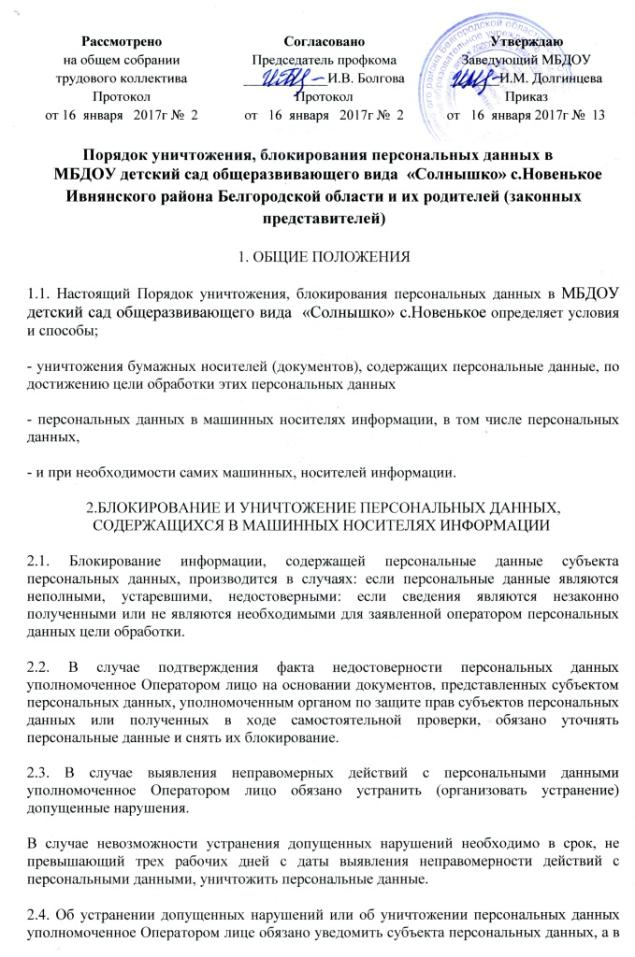 Рассмотрено
на общем собрании
трудового коллектива
Протокол
от 16 января 2017г № 2
Согласовано
Председатель профкома
И.В. Болгова
Протокол
от 16 января 2017г № 2
Утверждаю
Заведующий МБДОУ
И.М. Долгинцева
Приказ
от 16 января 2017г № 13
Порядок уничтожения, блокирования персональных данных в
МБДОУ детский сад общеразвивающего вида «Солнышко» с.Новенькое
Ивнянского района Белгородской области и их родителей (законных
представителей)
1. ОБЩИЕ ПОЛОЖЕНИЯ
1.1. Настоящий Порядок уничтожения, блокирования персональных данных в МБДОУ
детский сад общеразвивающего вида «Солнышко» с.Новенькое определяет условия
и способы;
- уничтожения бумажных носителей (документов), содержащих персональные данные, по
достижению цели обработки этих персональных данных
- персональных данных в машинных носителях информации, в том числе персональных
данных,
- и при необходимости самих машинных, носителей информации.
2.БЛОКИРОВАНИЕ И УНИЧТОЖЕНИЕ ПЕРСОНАЛЬНЫХ ДАННЫХ,
СОДЕРЖАЩИХСЯ В МАШИННЫХ НОСИТЕЛЯХ ИНФОРМАЦИИ
2.1. Блокирование информации, содержащей персональные данные субъекта
персональных данных, производится в случаях: если персональные данные являются
неполными, устаревшими, недостоверными: если сведения являются незаконно
полученными или не являются необходимыми для заявленной оператором персональных
данных цели обработки.
2.2. В случае подтверждения факта недостоверности персональных данных
уполномоченное Оператором лицо на основании документов, представленных субъектом
персональных данных, уполномоченным органом по защите прав субъектов персональных
данных или полученных в ходе самостоятельной проверки, обязано уточнять
персональные данные и снять их блокирование.
2.3. В случае выявления неправомерных действий с персональными данными
уполномоченное Оператором лицо обязано устранить (организовать устранение)
допущенные нарушения.
В случае невозможности устранения допущенных нарушений необходимо в срок, не
превышающий трех рабочих дней с даты выявления неправомерности действий с
персональными данными, уничтожить персональные данные.
2.4. Об устранении допущенных нарушений или об уничтожении персональных данных
уполномоченное Оператором лице обязано уведомить субъекта персональных данных, а в